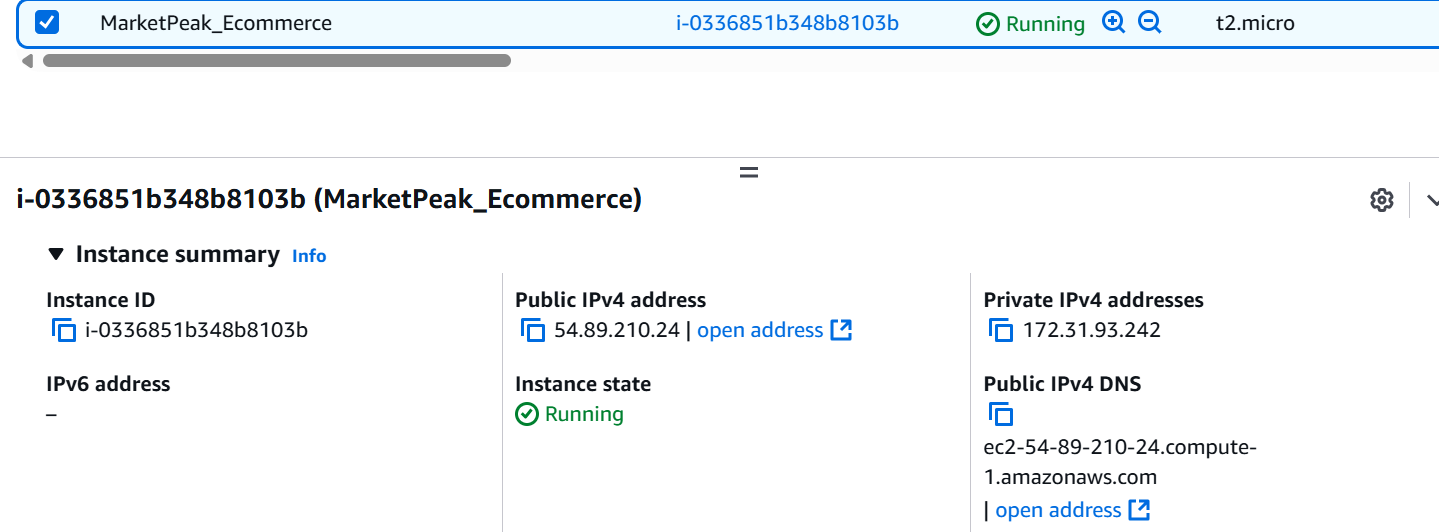 MarketPeak_Ecommerce i-0336851b348b8103b Running t2.micro
i-0336851b348b8103b (MarketPeak_Ecommerce)
Instance summary Info
Instance ID
i-0336851b348b8103b
Public IPv4 address
54.89.210.24 | open address
Private IPv4 addresses
172.31.93.242
IPv6 address
–
Instance state
Running
Public IPv4 DNS
ec2-54-89-210-24.compute-
1.amazonaws.com
| open address